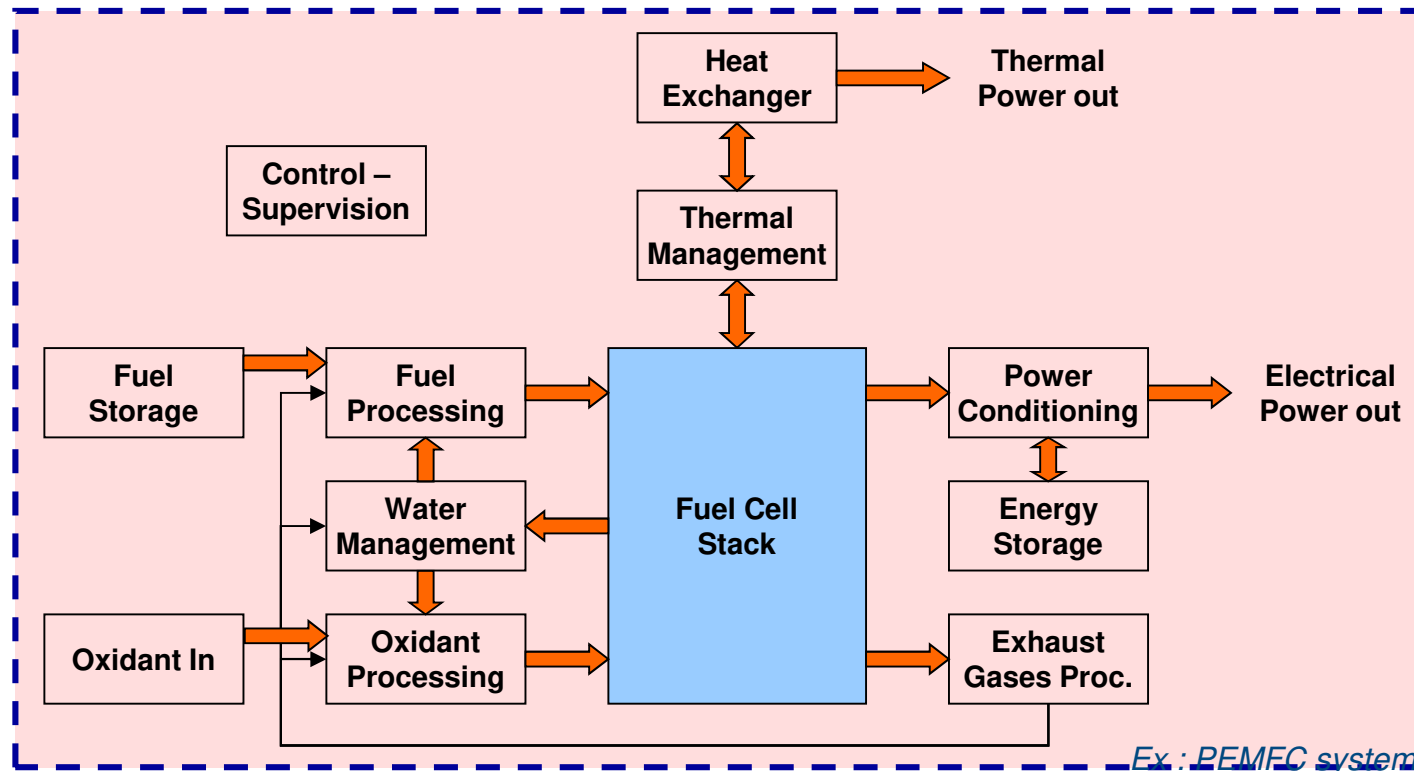 Heat
Exchanger
Thermal
Power out
Control –
Supervision
Thermal
Management
Fuel
Storage
Fuel
Processing
Power
Conditioning
Electrical
Power out
Water
Management
Fuel Cell
Stack
Energy
Storage
Oxidant In
Oxidant
Processing
Exhaust
Gases Proc.
Ex : PEMFC system